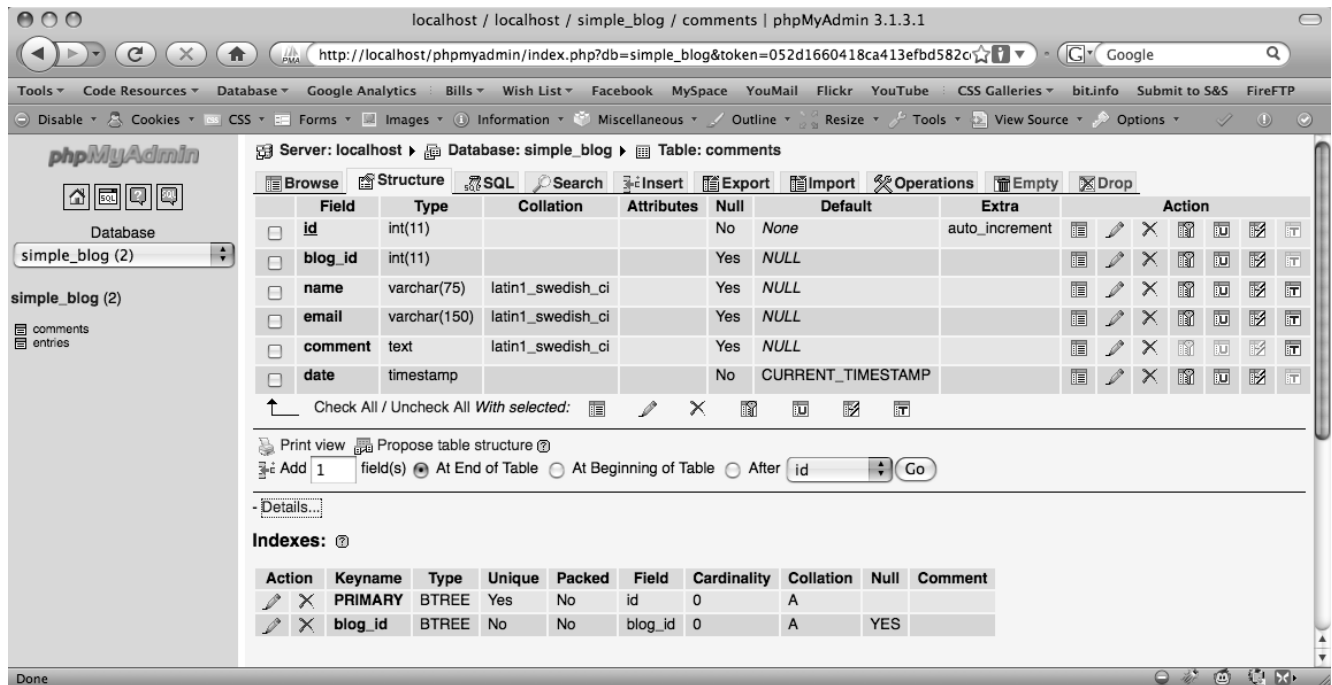 localhost / localhost / simple_blog / comments | phpMyAdmin 3.1.3.1
http://localhost/phpmyadmin/index.php?db=simple_blog&token=052d1660418ca413efbd582c Google
Tools Code Resources Database Google Analytics Bills Wish List Facebook MySpace YouMail Flickr YouTube CSS Galleries bit.info Submit to S&S FireFTP
Disable Cookies CSS Forms Images Information Miscellaneous Outline Resize Tools View Source Options
phpMyAdmin
Database
simple_blog (2)
simple_blog (2)
comments
entries
Server: localhost Database: simple_blog Table: comments
Browse Structure SQL Search Insert Export Import Operations Empty Drop
Field Type Collation Attributes Null Default Extra Action
id int(11) No None auto_increment
blog_id int(11) Yes NULL
name varchar(75) latin1_swedish_ci Yes NULL
email varchar(150) latin1_swedish_ci Yes NULL
comment text latin1_swedish_ci Yes NULL
date timestamp No CURRENT_TIMESTAMP
Check All / Uncheck All With selected:
Print view Propose table structure
Add 1 field(s) At End of Table At Beginning of Table After id Go
- Details...
Indexes:
Action Keyname Type Unique Packed Field Cardinality Collation Null Comment
PRIMARY BTREE Yes No id 0 A
blog_id BTREE No No blog_id 0 A YES
Done